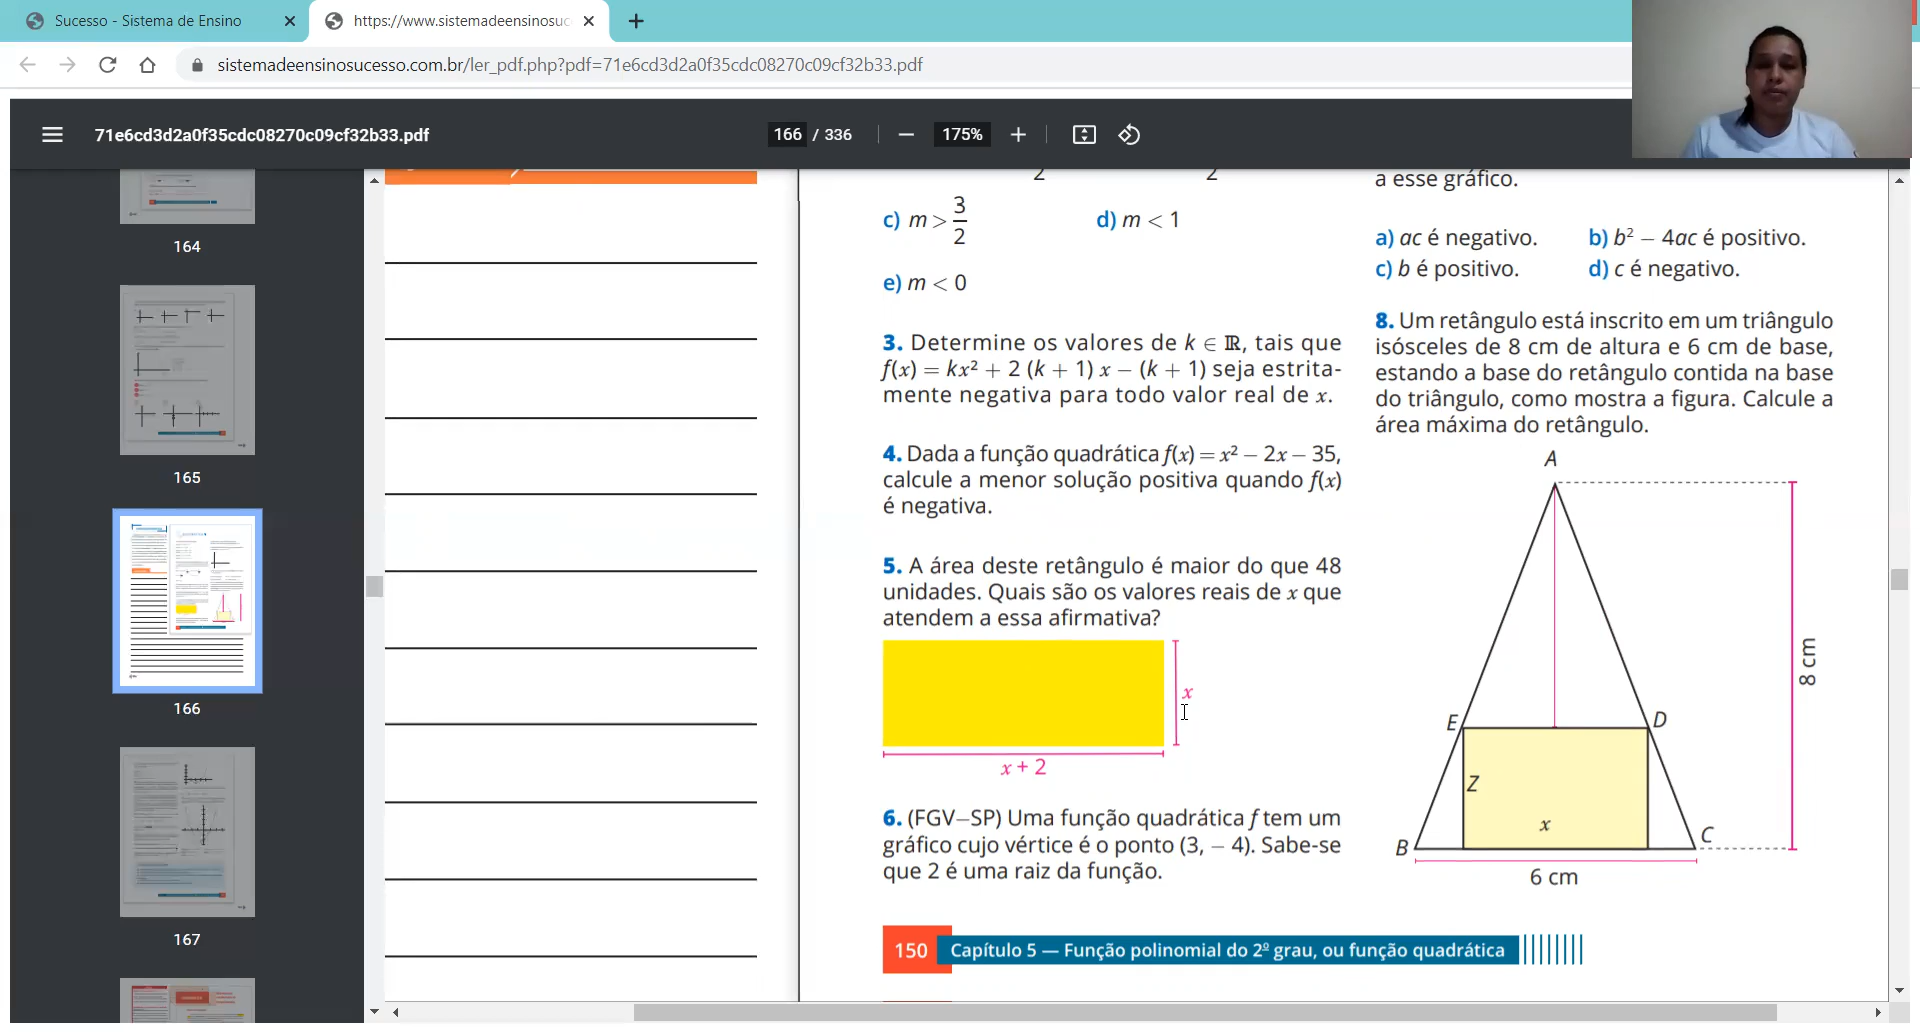 Sucesso - Sistema de Ensino
https://www.sistemadeensinosuc
sistemadeensinosucesso.com.br/ler_pdf.php?pdf=71e6cd3d2a0f35cdc08270c09cf32b33.pdf
71e6cd3d2a0f35cdc08270c09cf32b33.pdf
166 / 336
175%
164
165
166
167
2
2
c) m > 3/2
d) m < 1
e) m < 0
3. Determine os valores de k ∈ ℝ, tais que
f(x) = kx² + 2 (k + 1) x − (k + 1) seja estrita-
mente negativa para todo valor real de x.
4. Dada a função quadrática f(x) = x² − 2x − 35,
calcule a menor solução positiva quando f(x)
é negativa.
5. A área deste retângulo é maior do que 48
unidades. Quais são os valores reais de x que
atendem a essa afirmativa?
x
x + 2
6. (FGV−SP) Uma função quadrática f tem um
gráfico cujo vértice é o ponto (3, − 4). Sabe-se
que 2 é uma raiz da função.
a esse gráfico.
a) ac é negativo.
b) b² − 4ac é positivo.
c) b é positivo.
d) c é negativo.
8. Um retângulo está inscrito em um triângulo
isósceles de 8 cm de altura e 6 cm de base,
estando a base do retângulo contida na base
do triângulo, como mostra a figura. Calcule a
área máxima do retângulo.
A
8 cm
E
D
Z
x
B
C
6 cm
150
Capítulo 5 — Função polinomial do 2º grau, ou função quadrática